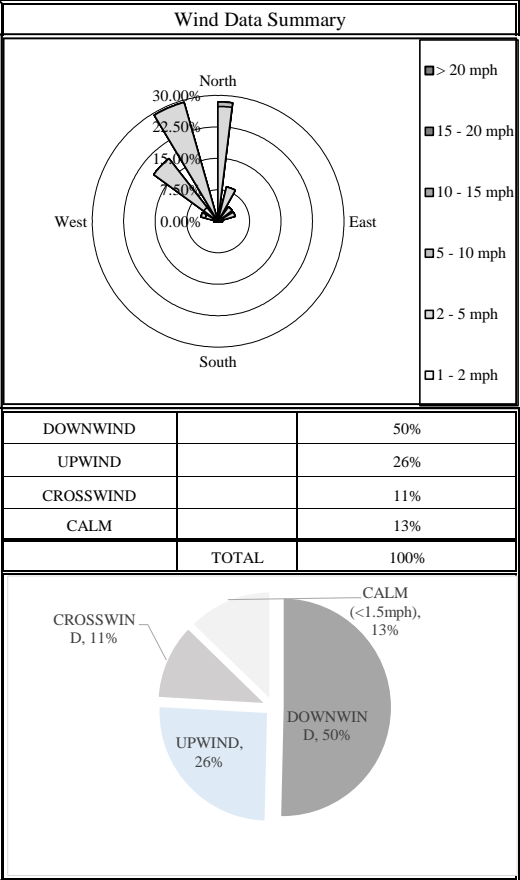 Wind Data Summary
North
30.00%
22.50%
15.00%
7.50%
0.00%
West
East
South
> 20 mph
15 - 20 mph
10 - 15 mph
5 - 10 mph
2 - 5 mph
1 - 2 mph
DOWNWIND 50%
UPWIND 26%
CROSSWIND 11%
CALM 13%
TOTAL 100%
CALM
(<1.5mph),
13%
CROSSWIN
D, 11%
DOWNWIN
D, 50%
UPWIND,
26%